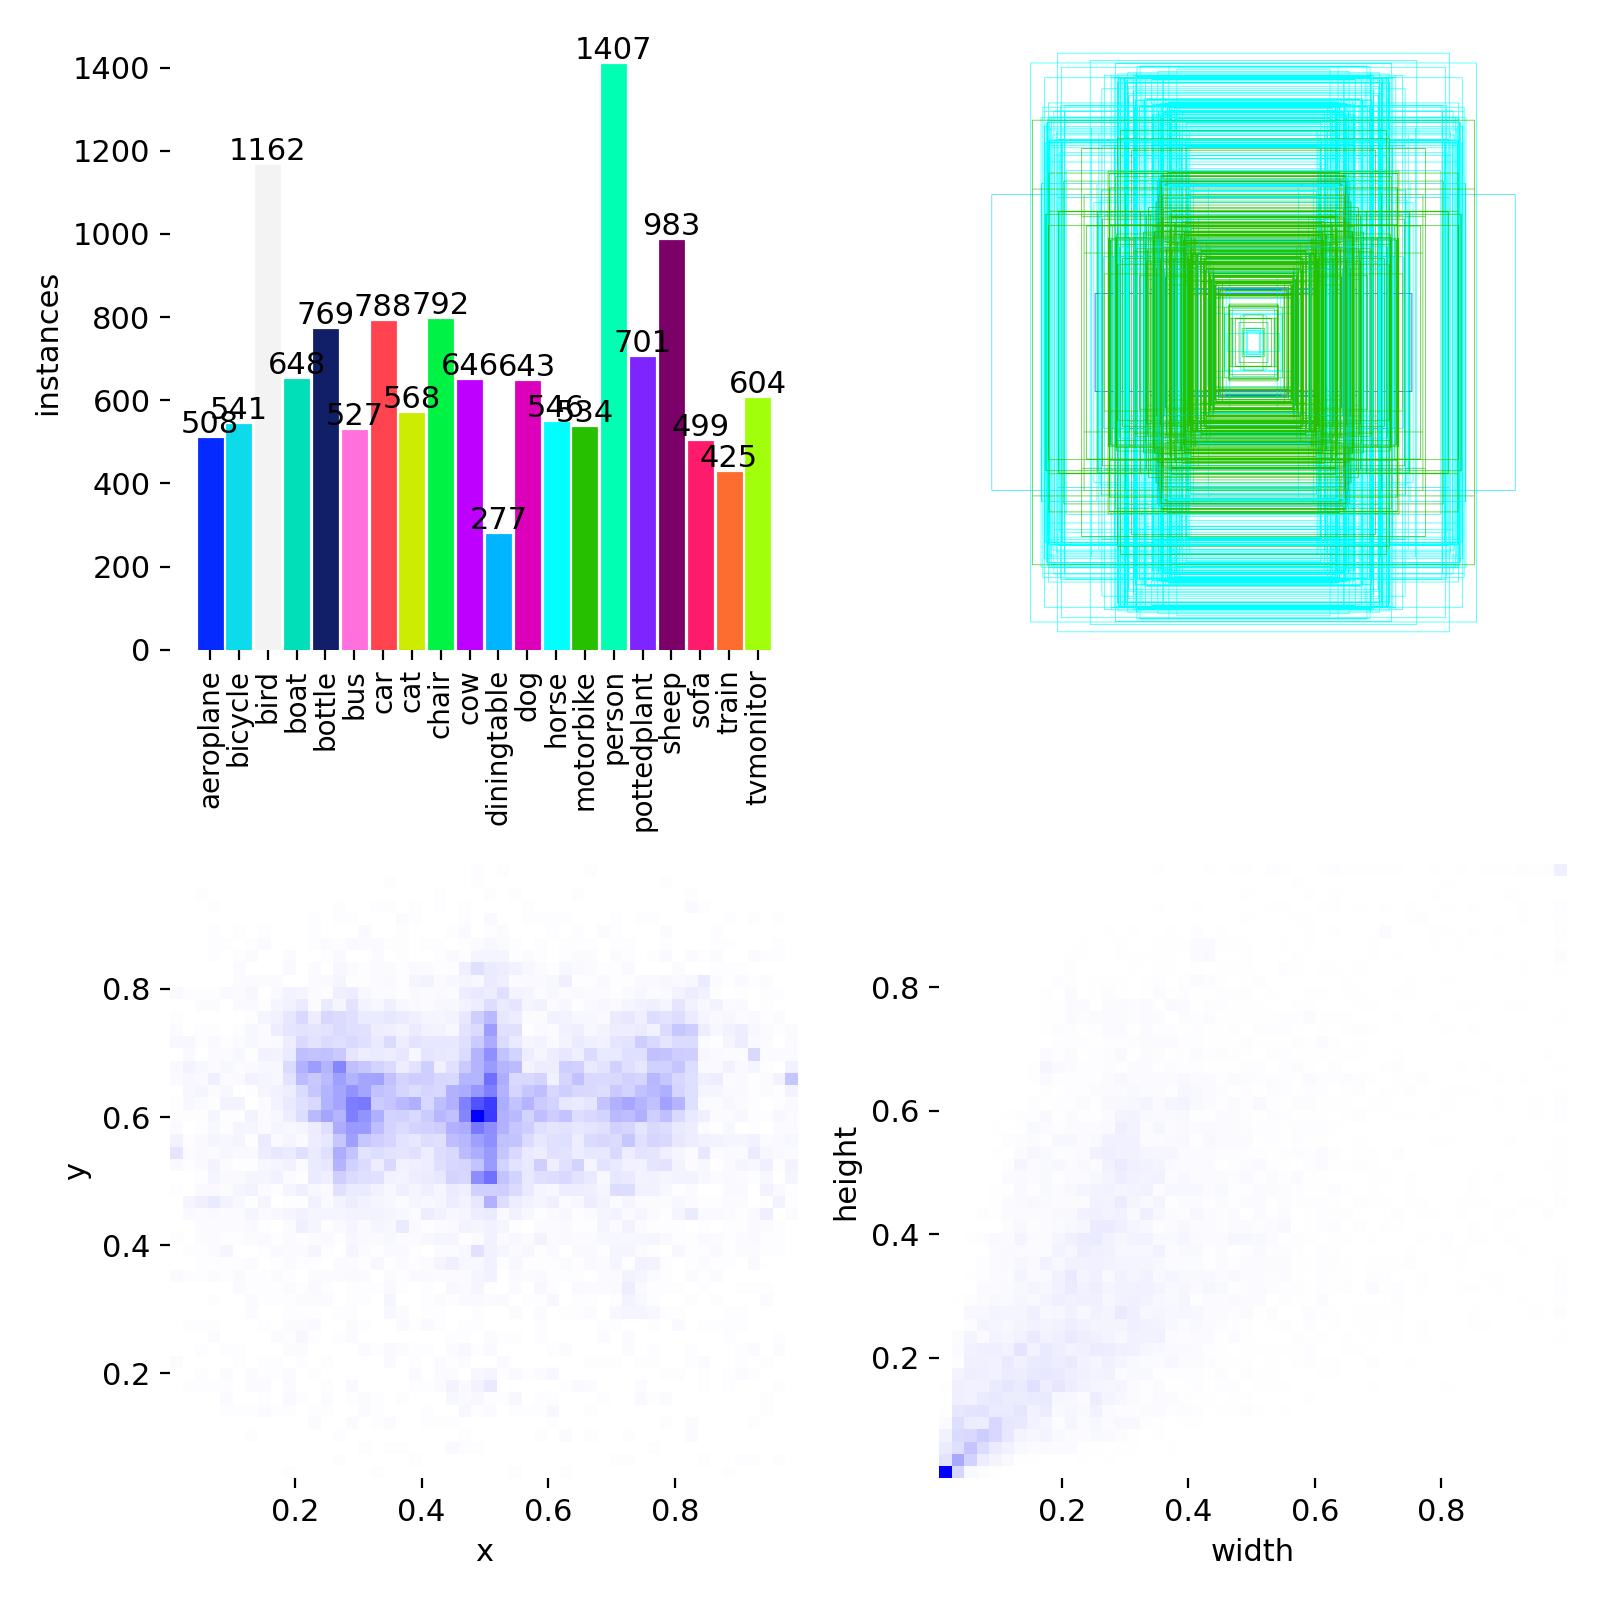 instances
1400
1200
1000
800
600
400
200
0
508
541
1162
648
769
527
788
568
792
646
277
643
546
534
1407
701
983
499
425
604
aeroplane
bicycle
bird
boat
bottle
bus
car
cat
chair
cow
diningtable
dog
horse
motorbike
person
pottedplant
sheep
sofa
train
tvmonitor
y
0.8
0.6
0.4
0.2
0.2 0.4 0.6 0.8
x
height
0.8
0.6
0.4
0.2
0.2 0.4 0.6 0.8
width